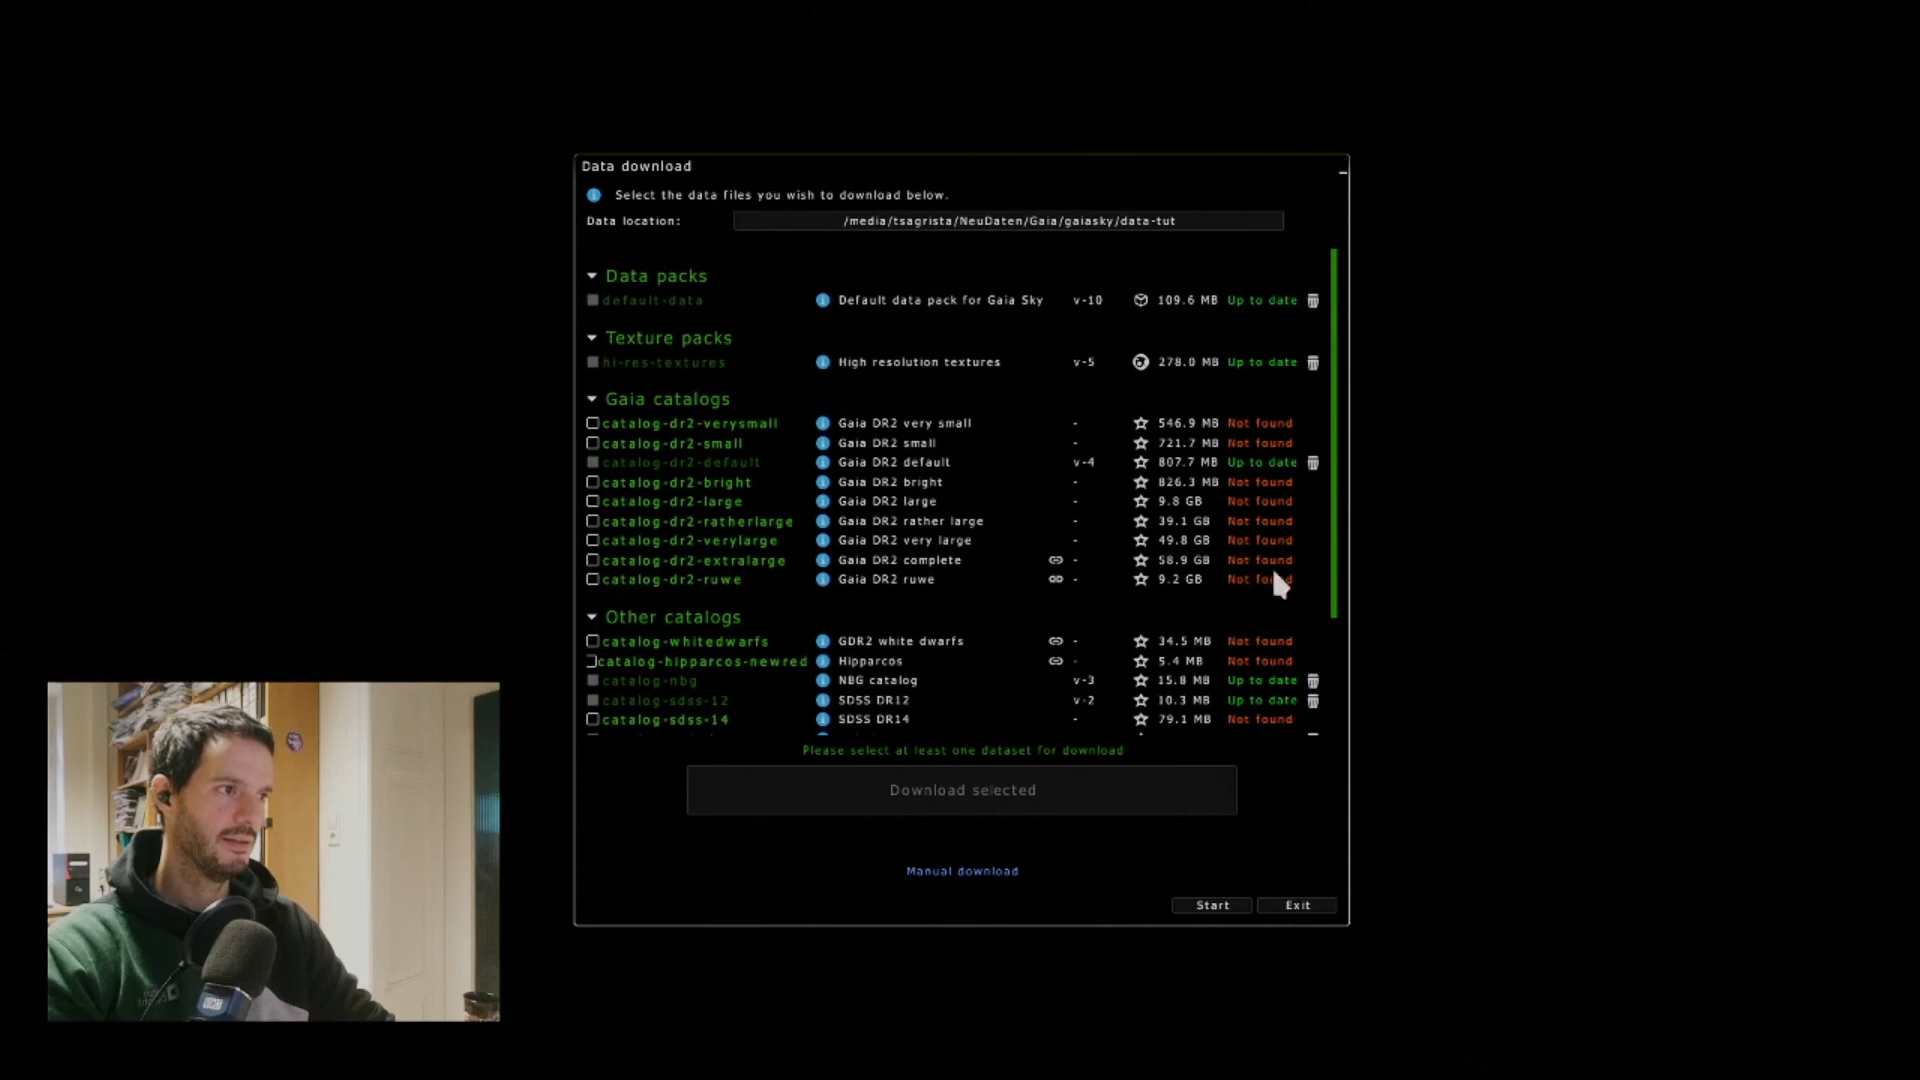 Data download
Select the data files you wish to download below.
Data location: /media/tsagrista/NeuDaten/Gaia/gaiasky/data-tut
Data packs
default-data Default data pack for Gaia Sky v-10 109.6 MB Up to date
Texture packs
hi-res-textures High resolution textures v-5 278.0 MB Up to date
Gaia catalogs
catalog-dr2-verysmall Gaia DR2 very small - 546.9 MB Not found
catalog-dr2-small Gaia DR2 small - 721.7 MB Not found
catalog-dr2-default Gaia DR2 default v-4 807.7 MB Up to date
catalog-dr2-bright Gaia DR2 bright - 826.3 MB Not found
catalog-dr2-large Gaia DR2 large - 9.8 GB Not found
catalog-dr2-ratherlarge Gaia DR2 rather large - 39.1 GB Not found
catalog-dr2-verylarge Gaia DR2 very large - 49.8 GB Not found
catalog-dr2-extralarge Gaia DR2 complete - 58.9 GB Not found
catalog-dr2-ruwe Gaia DR2 ruwe - 9.2 GB Not found
Other catalogs
catalog-whitedwarfs GDR2 white dwarfs - 34.5 MB Not found
catalog-hipparcos-newred Hipparcos - 5.4 MB Not found
catalog-nbg NBG catalog v-3 15.8 MB Up to date
catalog-sdss-12 SDSS DR12 v-2 10.3 MB Up to date
catalog-sdss-14 SDSS DR14 - 79.1 MB Not found
Please select at least one dataset for download
Download selected
Manual download
Start Exit